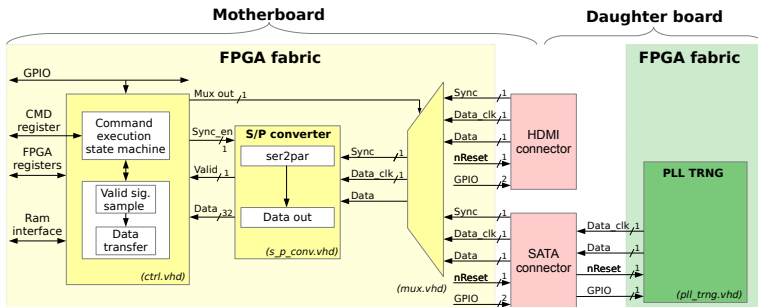 Motherboard
Daughter board
FPGA fabric
FPGA fabric
GPIO
Mux out 1
CMD register
FPGA registers
Ram interface
Command execution state machine
Valid sig. sample
Data transfer
(ctrl.vhd)
Sync_en 1
Valid 1
Data 32
S/P converter
ser2par
Data out
(s_p_conv.vhd)
Sync 1
Data_clk 1
Data
(mux.vhd)
Sync 1
Data_clk 1
Data 1
nReset 1
GPIO 2
HDMI connector
Sync 1
Data_clk 1
Data 1
nReset 1
GPIO 2
SATA connector
Data_clk 1
Data 1
nReset 1
GPIO 1
PLL TRNG
(pll_trng.vhd)